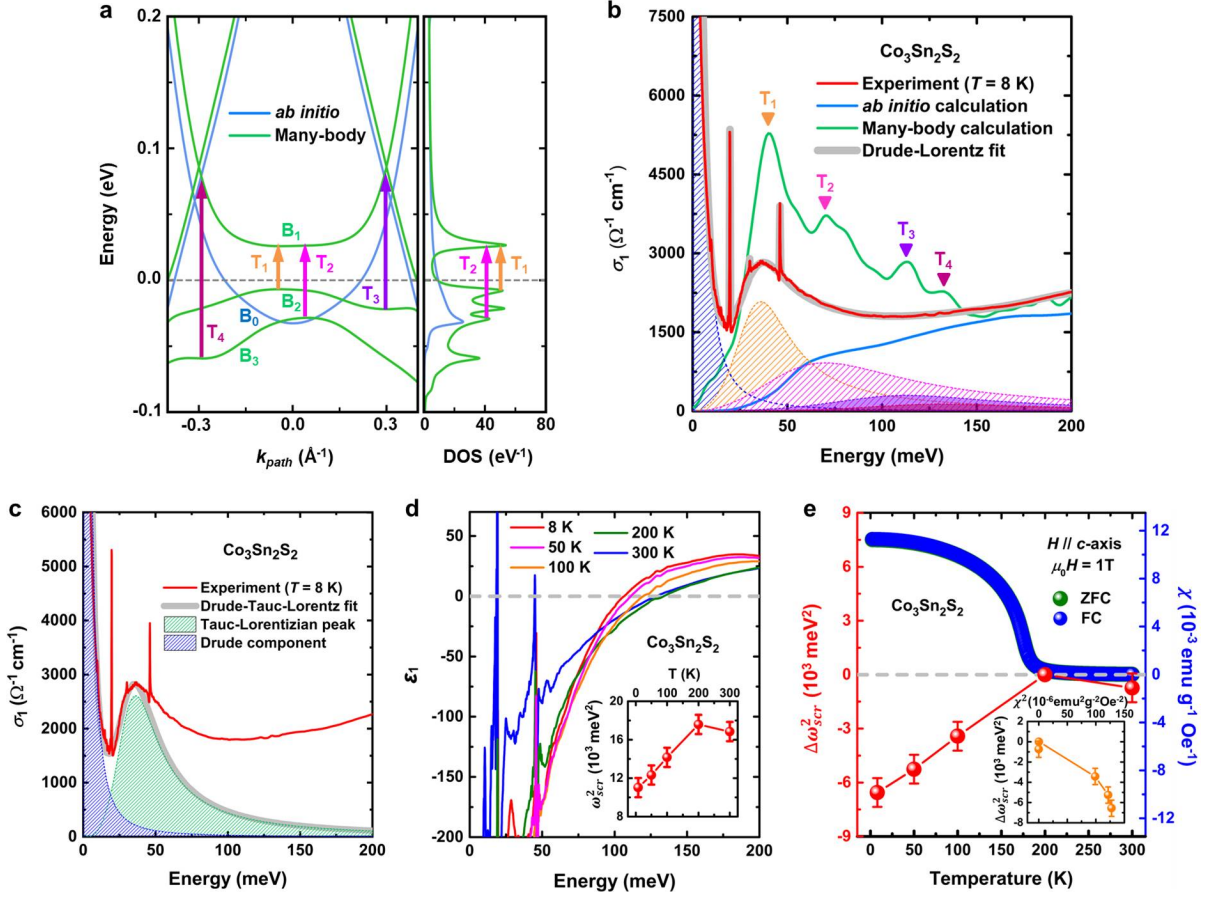 a
0.2
0.1
0.0
-0.1
Energy (eV)
ab initio
Many-body
B₁
T₁
T₂
B₂
T₃
B₀
T₄
B₃
T₂
T₁
-0.3
0.0
0.3
0
40
80
k_path (Å⁻¹)
DOS (eV⁻¹)
b
7500
6000
4500
3000
1500
0
σ₁ (Ω⁻¹ cm⁻¹)
Co₃Sn₂S₂
Experiment (T = 8 K)
ab initio calculation
Many-body calculation
Drude-Lorentz fit
T₁
T₂
T₃
T₄
0
50
100
150
200
Energy (meV)
c
6000
5000
4000
3000
2000
1000
0
σ₁ (Ω⁻¹ cm⁻¹)
Co₃Sn₂S₂
Experiment (T = 8 K)
Drude-Tauc-Lorentz fit
Tauc-Lorentzian peak
Drude component
0
50
100
150
200
Energy (meV)
d
50
0
-50
-100
-150
-200
ε₁
8 K
50 K
100 K
200 K
300 K
Co₃Sn₂S₂
T (K)
0
100
200
300
20
16
12
8
ω²scr (10³ meV²)
0
50
100
150
200
Energy (meV)
e
9
6
3
0
-3
-6
-9
Δω²scr (10³ meV²)
H // c-axis
μ₀H = 1T
Co₃Sn₂S₂
ZFC
FC
12
8
4
0
-4
-8
-12
χ (10⁻³ emu g⁻¹ Oe⁻¹)
χ² (10⁻⁶emu²g⁻²Oe⁻²)
0
50
100
150
2
0
-2
-4
-6
-8
Δω²scr (10³ meV²)
0
50
100
150
200
250
300
Temperature (K)